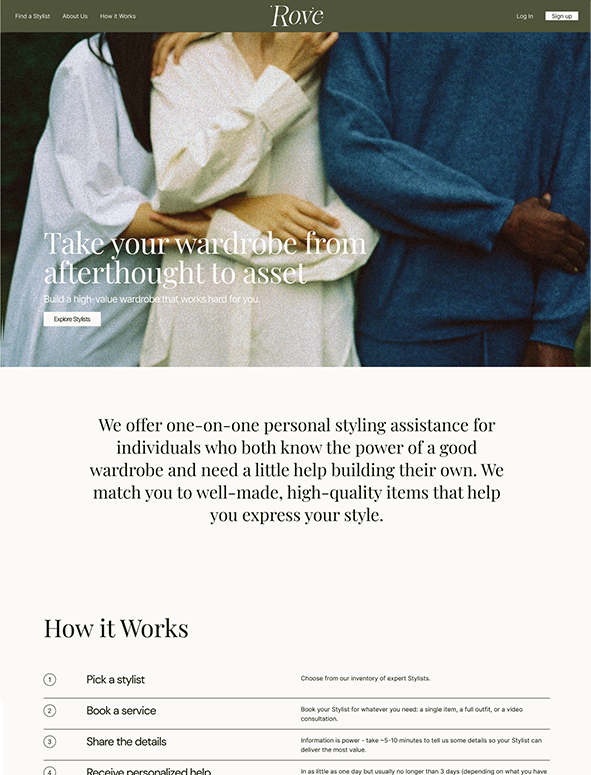 Find a Stylist About Us How it Works Rove Log In Sign up
Take your wardrobe from
afterthought to asset
Build a high-value wardrobe that works hard for you.
Explore Stylists
We offer one-on-one personal styling assistance for
individuals who both know the power of a good
wardrobe and need a little help building their own. We
match you to well-made, high-quality items that help
you express your style.
How it Works
1 Pick a stylist Choose from our inventory of expert Stylists.
2 Book a service Book your Stylist for whatever you need: a single item, a full outfit, or a video
consultation.
3 Share the details Information is power - take ~5-10 minutes to tell us some details so your Stylist can
deliver the most value.
4 Receive personalized help In as little as one day but usually no longer than 3 days (depending on what you have